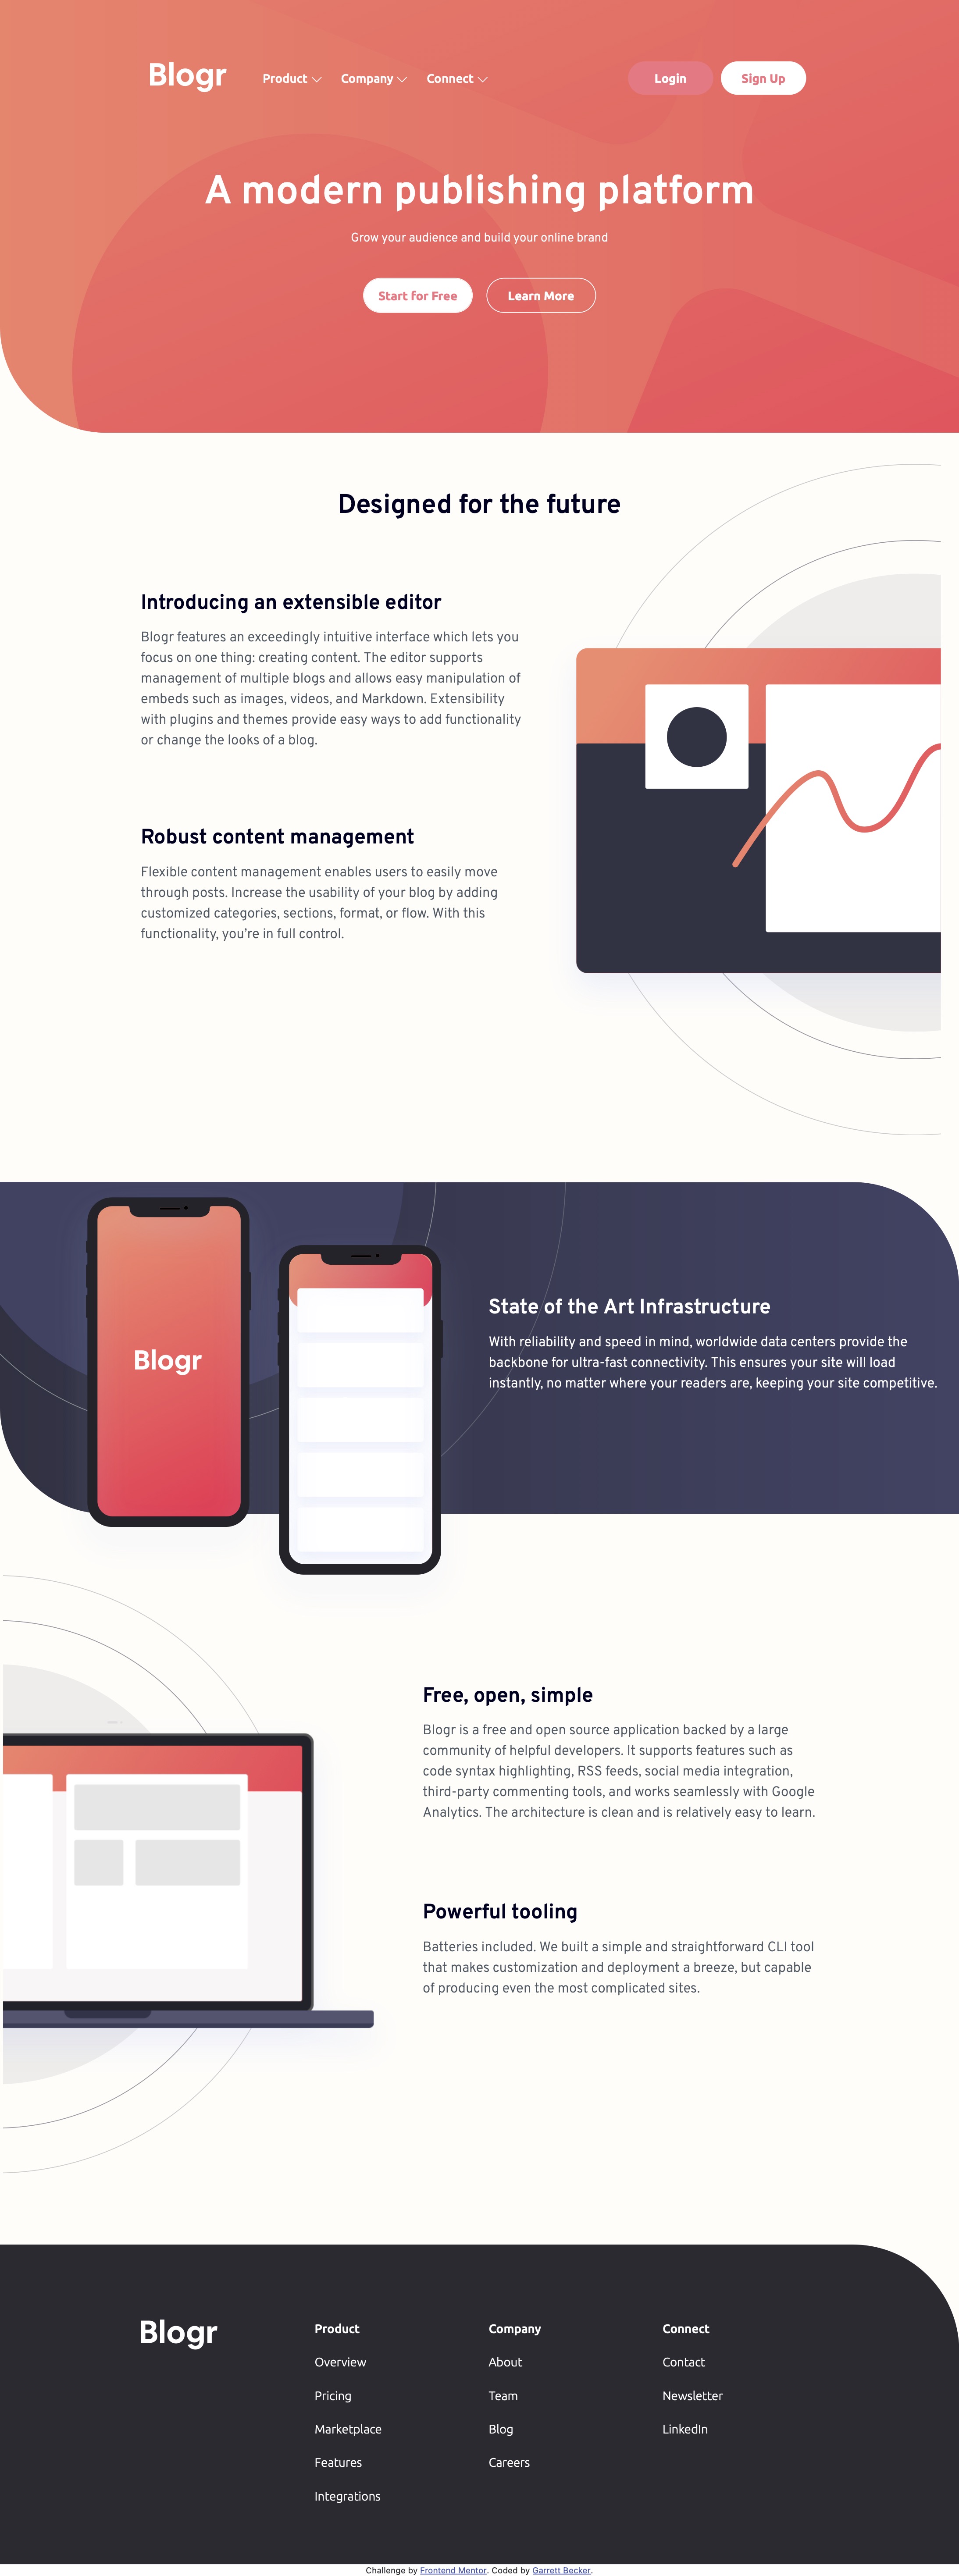 Blogr Product Company Connect Login Sign Up
A modern publishing platform
Grow your audience and build your online brand
Start for Free Learn More
Designed for the future
Introducing an extensible editor
Blogr features an exceedingly intuitive interface which lets you
focus on one thing: creating content. The editor supports
management of multiple blogs and allows easy manipulation of
embeds such as images, videos, and Markdown. Extensibility
with plugins and themes provide easy ways to add functionality
or change the looks of a blog.
Robust content management
Flexible content management enables users to easily move
through posts. Increase the usability of your blog by adding
customized categories, sections, format, or flow. With this
functionality, you're in full control.
Blogr
State of the Art Infrastructure
With reliability and speed in mind, worldwide data centers provide the
backbone for ultra-fast connectivity. This ensures your site will load
instantly, no matter where your readers are, keeping your site competitive.
Free, open, simple
Blogr is a free and open source application backed by a large
community of helpful developers. It supports features such as
code syntax highlighting, RSS feeds, social media integration,
third-party commenting tools, and works seamlessly with Google
Analytics. The architecture is clean and is relatively easy to learn.
Powerful tooling
Batteries included. We built a simple and straightforward CLI tool
that makes customization and deployment a breeze, but capable
of producing even the most complicated sites.
Blogr
Product
Overview
Pricing
Marketplace
Features
Integrations
Company
About
Team
Blog
Careers
Connect
Contact
Newsletter
LinkedIn
Challenge by Frontend Mentor. Coded by Garrett Becker.